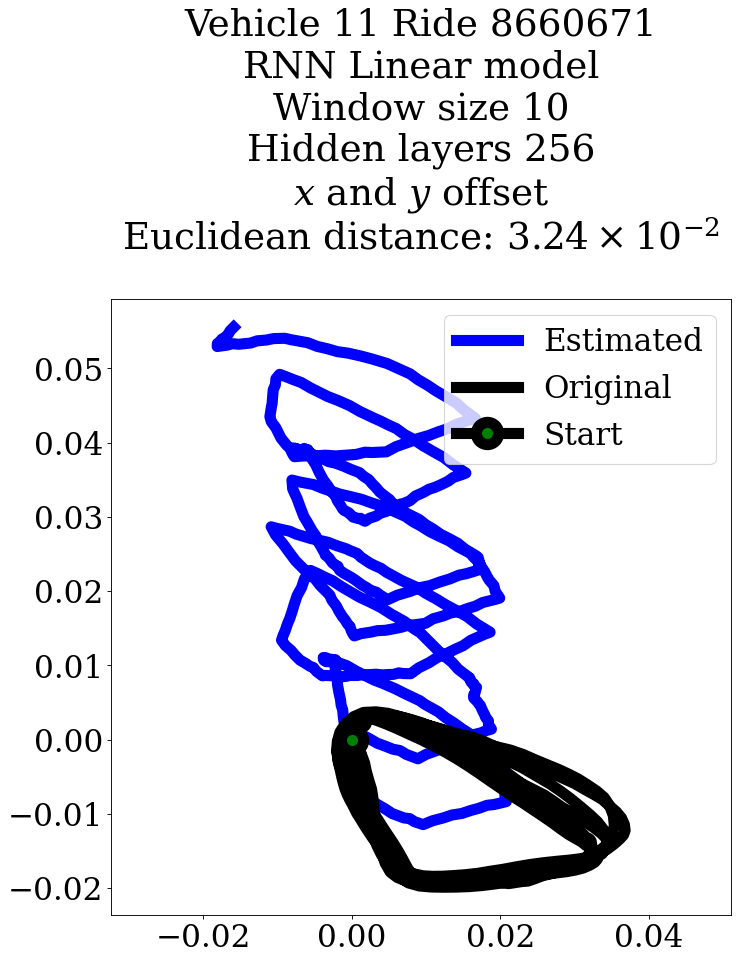 Vehicle 11 Ride 8660671
RNN Linear model
Window size 10
Hidden layers 256
x and y offset
Euclidean distance: 3.24 × 10⁻²
Estimated
Original
Start
0.05
0.04
0.03
0.02
0.01
0.00
−0.01
−0.02
−0.02 0.00 0.02 0.04